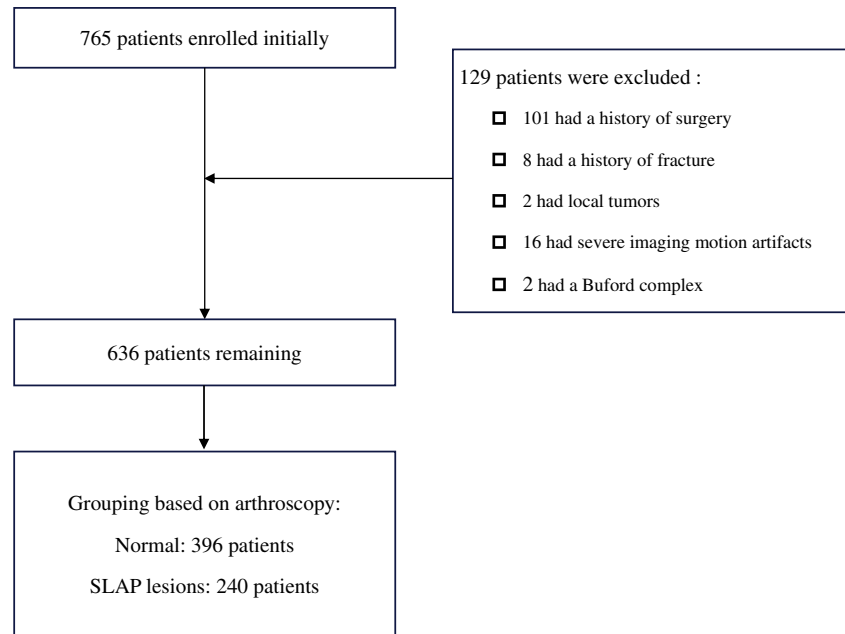 765 patients enrolled initially
129 patients were excluded :
101 had a history of surgery
8 had a history of fracture
2 had local tumors
16 had severe imaging motion artifacts
2 had a Buford complex
636 patients remaining
Grouping based on arthroscopy:
Normal: 396 patients
SLAP lesions: 240 patients